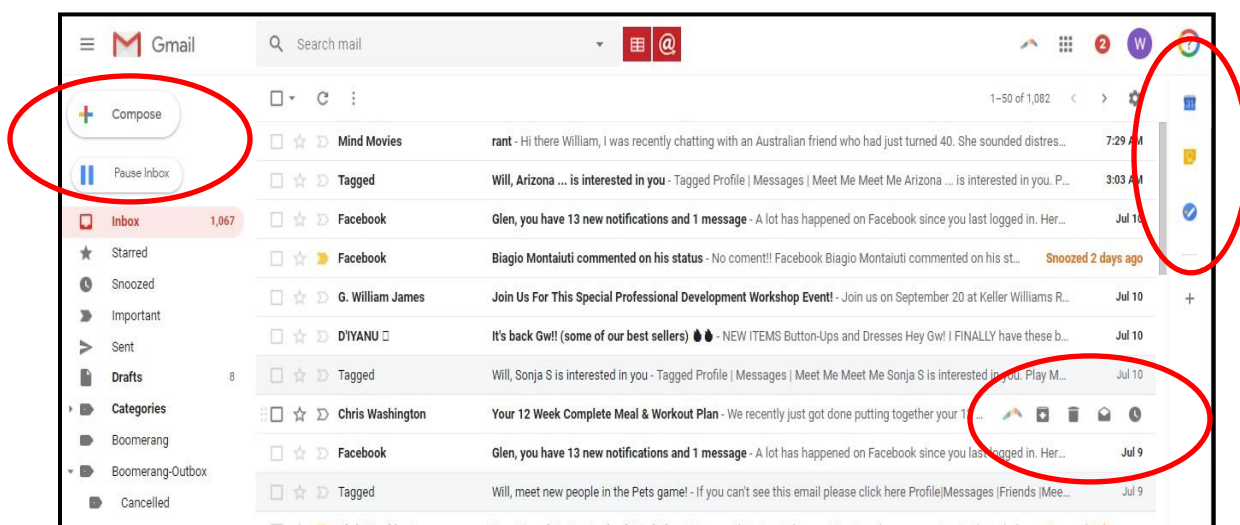 Gmail
Search mail
2
W
?
Compose
1–50 of 1,082
31
Mind Movies rant - Hi there William, I was recently chatting with an Australian friend who had just turned 40. She sounded distres... 7:29 AM
Pause Inbox
Tagged Will, Arizona ... is interested in you - Tagged Profile | Messages | Meet Me Meet Me Arizona ... is interested in you. P... 3:03 AM
Inbox 1,067
Facebook Glen, you have 13 new notifications and 1 message - A lot has happened on Facebook since you last logged in. Her... Jul 10
Starred
Facebook Biagio Montaiuti commented on his status - No coment!! Facebook Biagio Montaiuti commented on his st... Snoozed 2 days ago
Snoozed
G. William James Join Us For This Special Professional Development Workshop Event! - Join us on September 20 at Keller Williams R... Jul 10
Important
Sent
D'IYANU It's back Gw!! (some of our best sellers) - NEW ITEMS Button-Ups and Dresses Hey Gw! I FINALLY have these b... Jul 10
Drafts 8
Tagged Will, Sonja S is interested in you - Tagged Profile | Messages | Meet Me Meet Me Sonja S is interested in you. Play M... Jul 10
Categories
Chris Washington Your 12 Week Complete Meal & Workout Plan - We recently just got done putting together your 1 ...
Boomerang
Facebook Glen, you have 13 new notifications and 1 message - A lot has happened on Facebook since you last logged in. Her... Jul 9
Boomerang-Outbox
Tagged Will, meet new people in the Pets game! - If you can't see this email please click here Profile|Messages |Friends |Mee... Jul 9
Cancelled